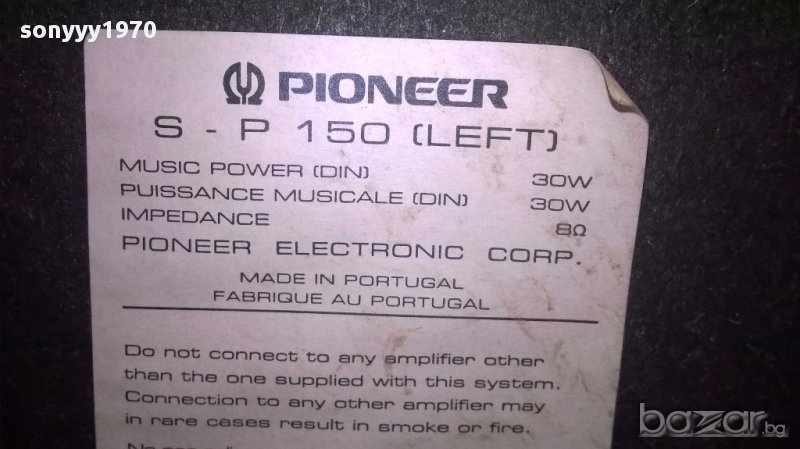 sonyyy1970
PIONEER
S - P 150 (LEFT)
MUSIC POWER (DIN) 30W
PUISSANCE MUSICALE (DIN) 30W
IMPEDANCE 8Ω
PIONEER ELECTRONIC CORP.
MADE IN PORTUGAL
FABRIQUE AU PORTUGAL
Do not connect to any amplifier other
than the one supplied with this system.
Connection to any other amplifier may
in rare cases result in smoke or fire.
bazar.bg